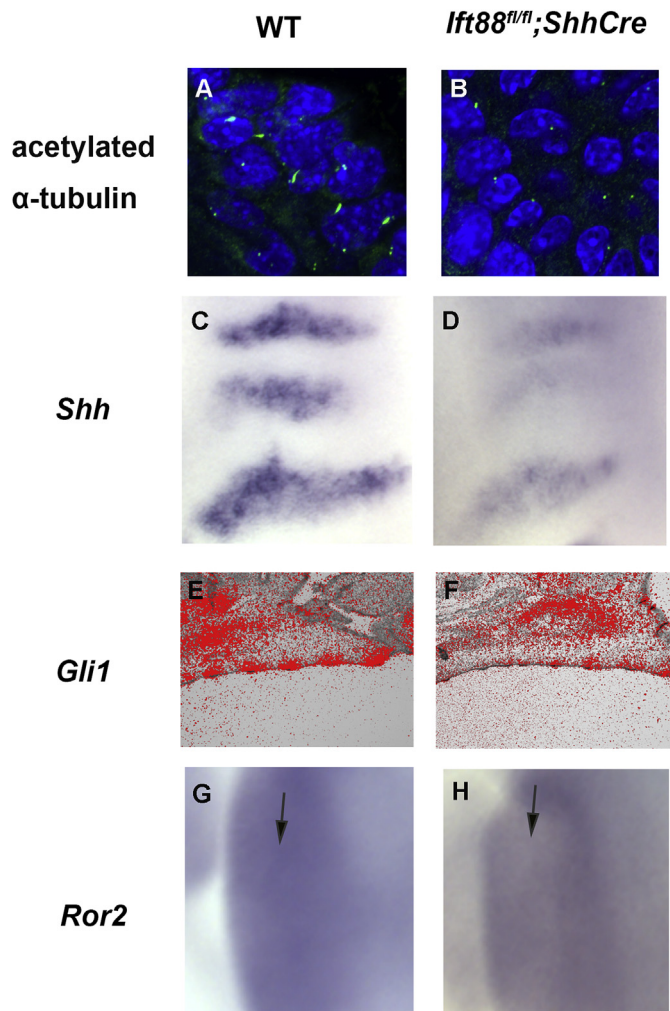 WT
Ift88fl/fl;ShhCre
acetylated
α-tubulin
A
B
Shh
C
D
Gli1
E
F
Ror2
G
H